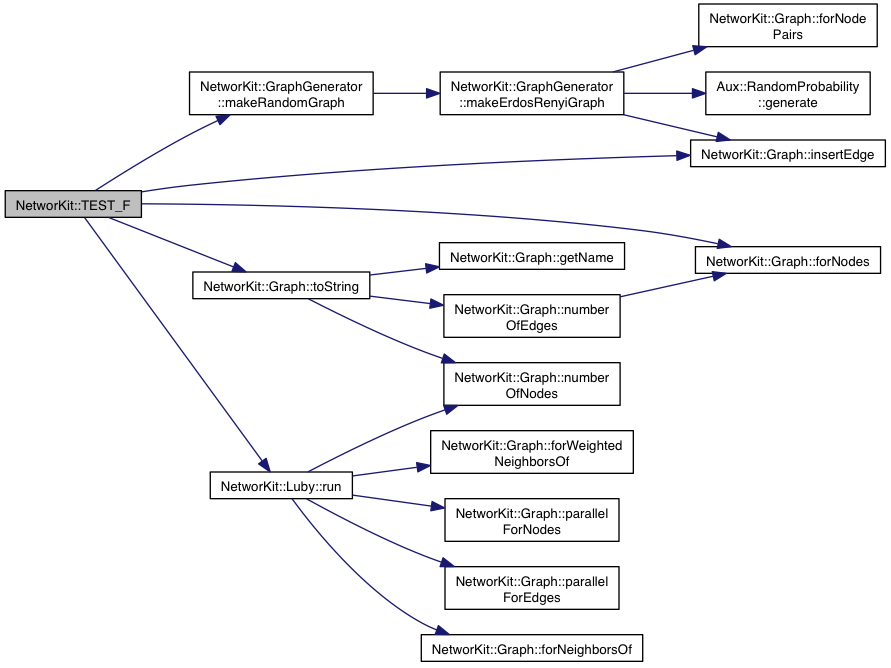 NetworKit::TEST_F
NetworKit::GraphGenerator
::makeRandomGraph
NetworKit::GraphGenerator
::makeErdosRenyiGraph
NetworKit::Graph::forNode
Pairs
Aux::RandomProbability
::generate
NetworKit::Graph::insertEdge
NetworKit::Graph::forNodes
NetworKit::Graph::toString
NetworKit::Graph::getName
NetworKit::Graph::number
OfEdges
NetworKit::Graph::number
OfNodes
NetworKit::Luby::run
NetworKit::Graph::forWeighted
NeighborsOf
NetworKit::Graph::parallel
ForNodes
NetworKit::Graph::parallel
ForEdges
NetworKit::Graph::forNeighborsOf